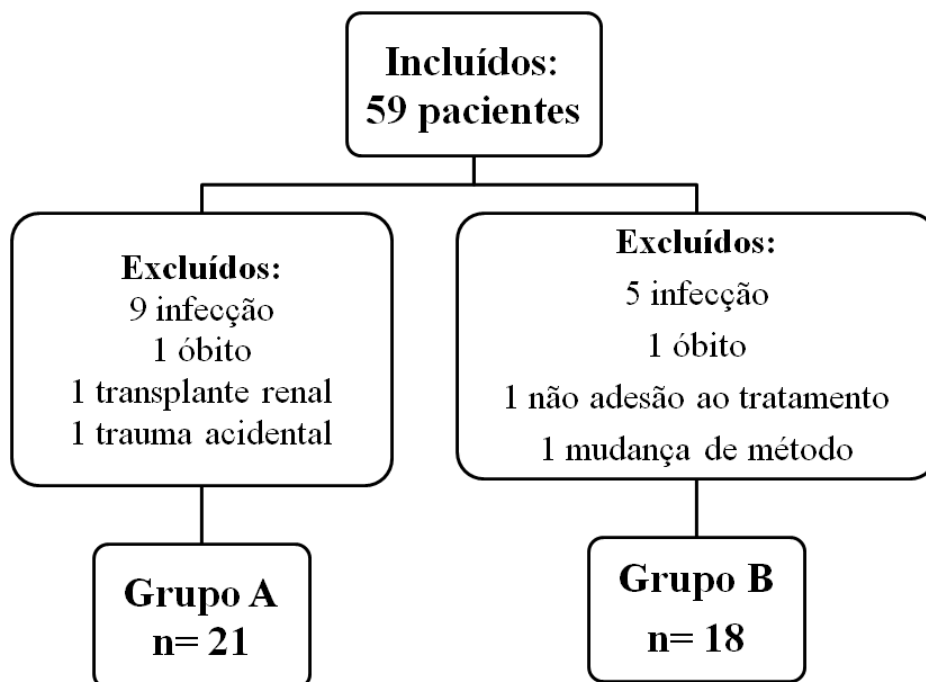 Incluídos:
59 pacientes
Excluídos:
9 infecção
1 óbito
1 transplante renal
1 trauma acidental
Excluídos:
5 infecção
1 óbito
1 não adesão ao tratamento
1 mudança de método
Grupo A
n= 21
Grupo B
n= 18